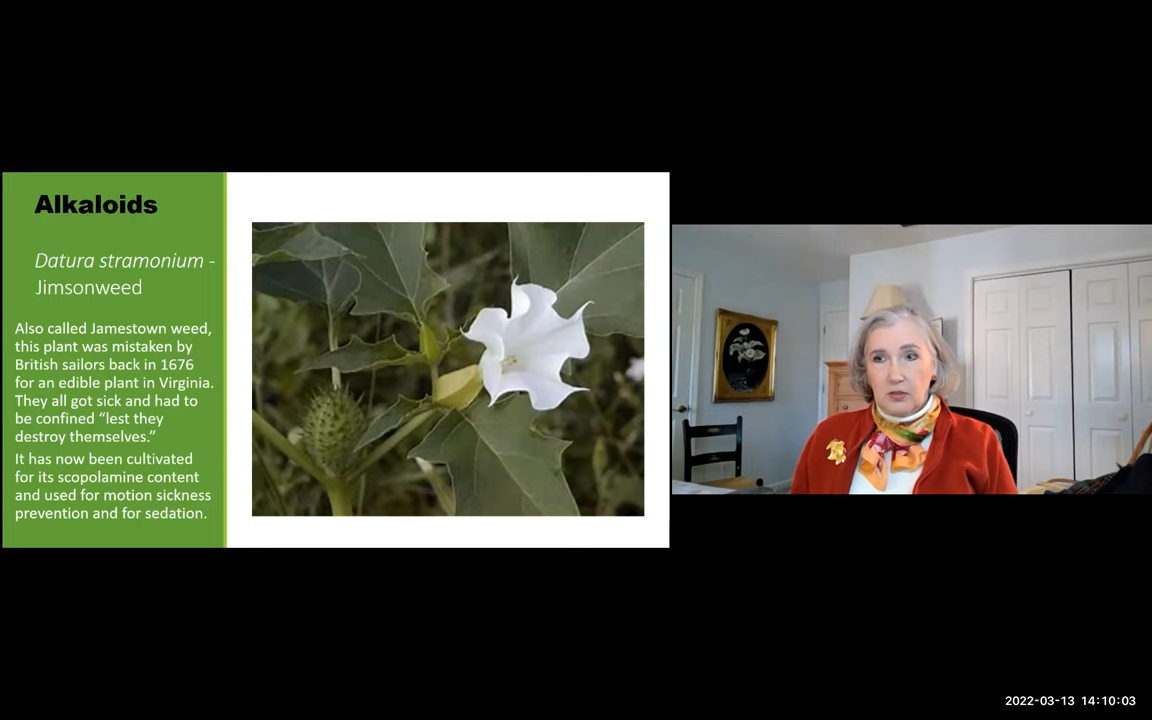 Alkaloids
Datura stramonium -
Jimsonweed
Also called Jamestown weed,
this plant was mistaken by
British sailors back in 1676
for an edible plant in Virginia.
They all got sick and had to
be confined “lest they
destroy themselves.”
It has now been cultivated
for its scopolamine content
and used for motion sickness
prevention and for sedation.
2022-03-13 14:10:03